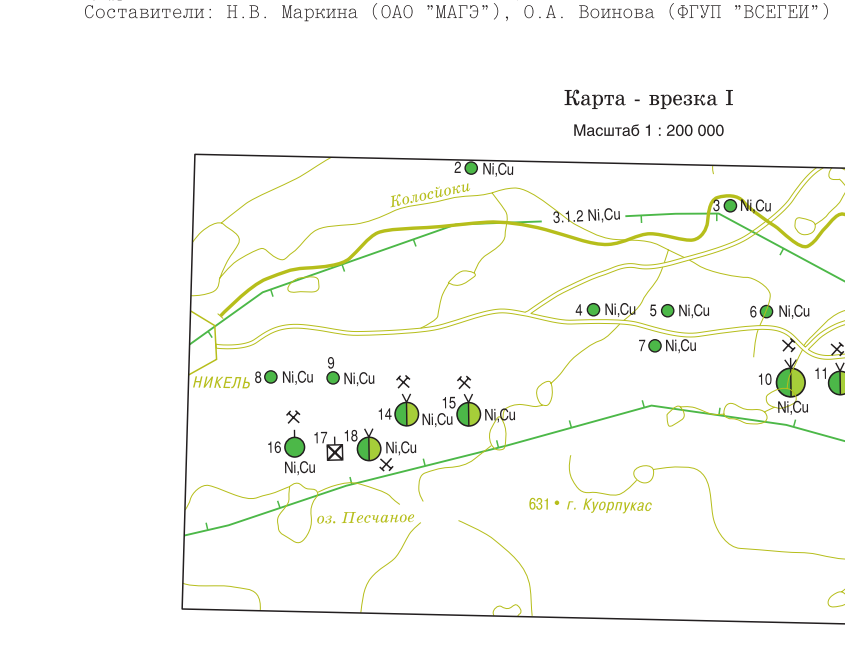 Составители: Н.В. Маркина (ОАО "МАГЭ"), О.А. Воинова (ФГУП "ВСЕГЕИ")
Карта - врезка I
Масштаб 1 : 200 000
2 Ni,Cu
Колосйоки
3.1.2 Ni,Cu
3 Ni,Cu
4 Ni,Cu
5 Ni,Cu
6 Ni,Cu
7 Ni,Cu
НИКЕЛЬ
8 Ni,Cu
9 Ni,Cu
10 Ni,Cu
11
14 Ni,Cu
15 Ni,Cu
16 Ni,Cu
17
18 Ni,Cu
631 • г. Куорпукас
оз. Песчаное